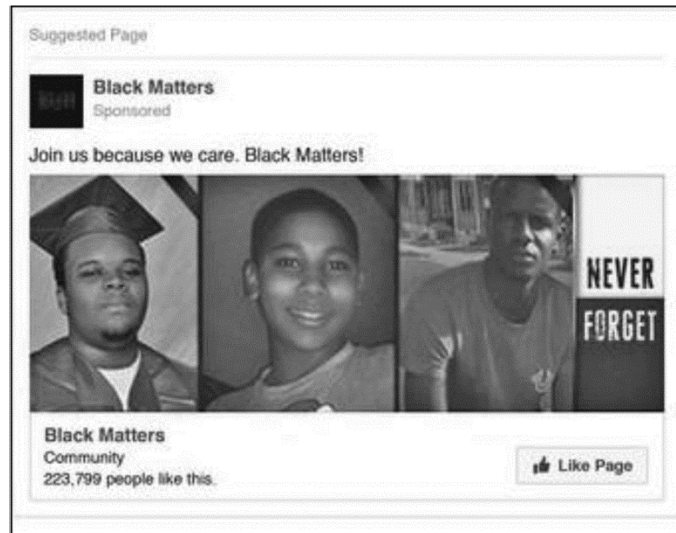 Suggested Page
Black Matters
Sponsored
Join us because we care. Black Matters!
NEVER
FORGET
Black Matters
Community
223,799 people like this.
Like Page